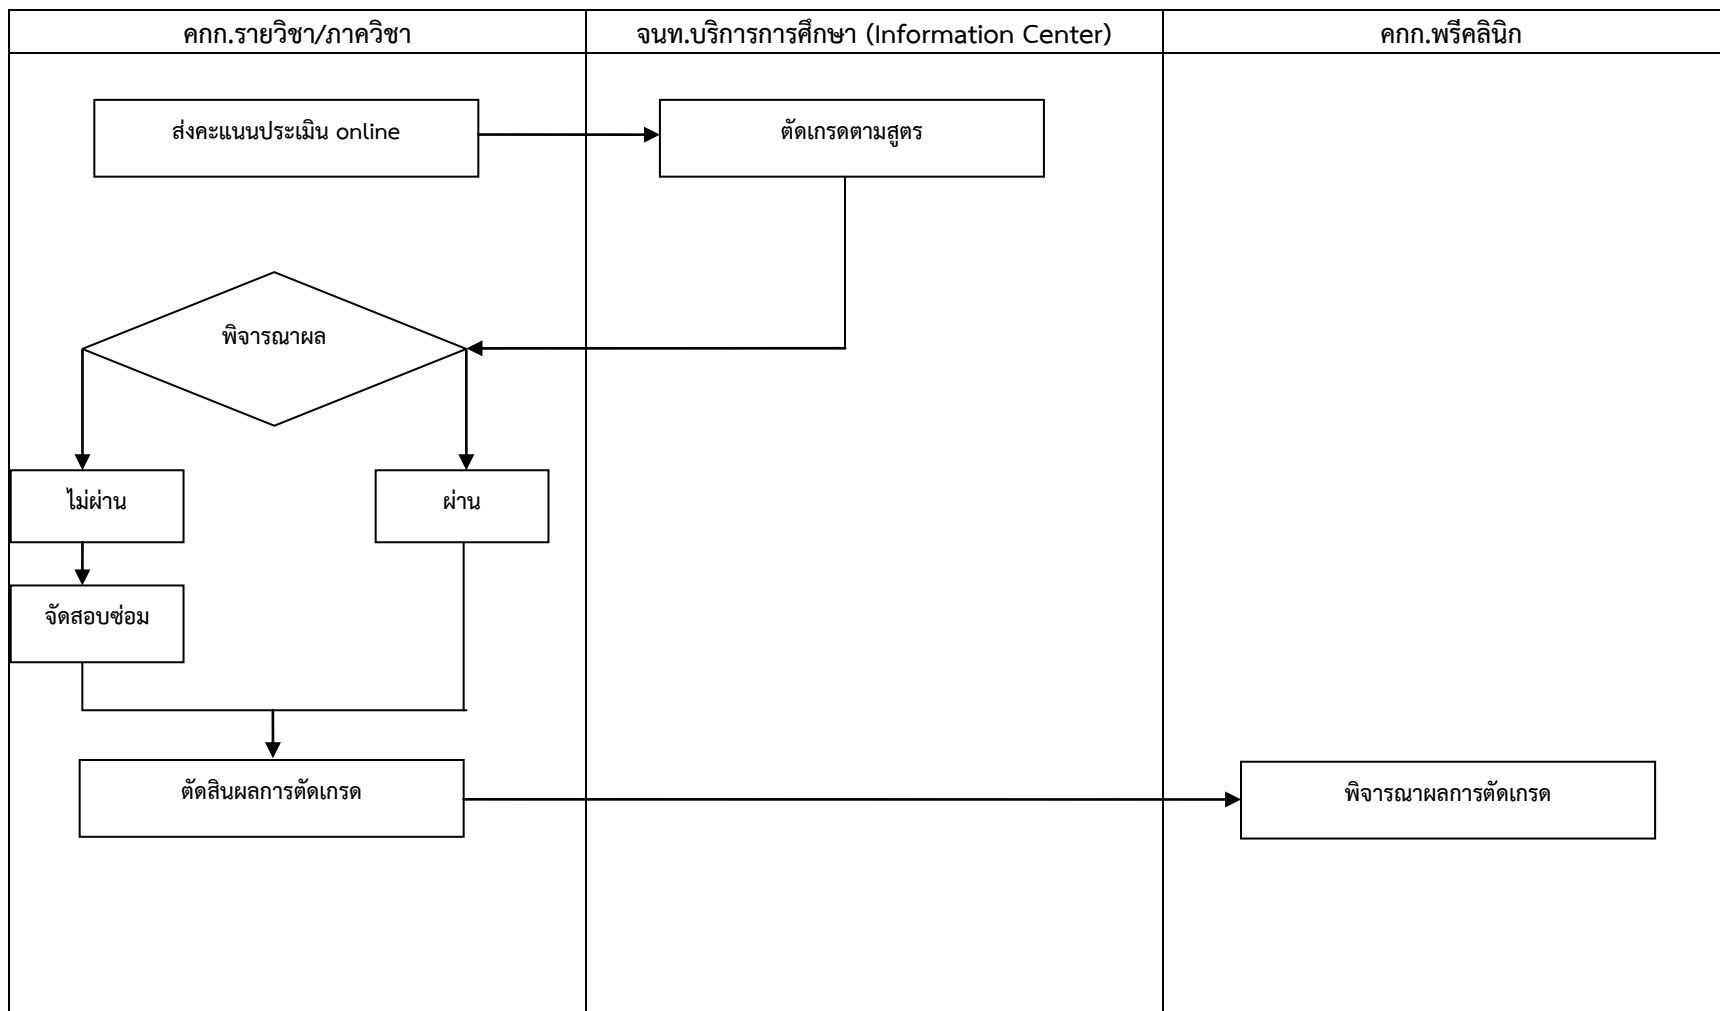 คกก.รายวิชา/ภาควิชา
จนท.บริการการศึกษา (Information Center)
คกก.พรีคลินิก
ส่งคะแนนประเมิน online
ตัดเกรดตามสูตร
พิจารณาผล
ไม่ผ่าน
ผ่าน
จัดสอบซ่อม
ตัดสินผลการตัดเกรด
พิจารณาผลการตัดเกรด